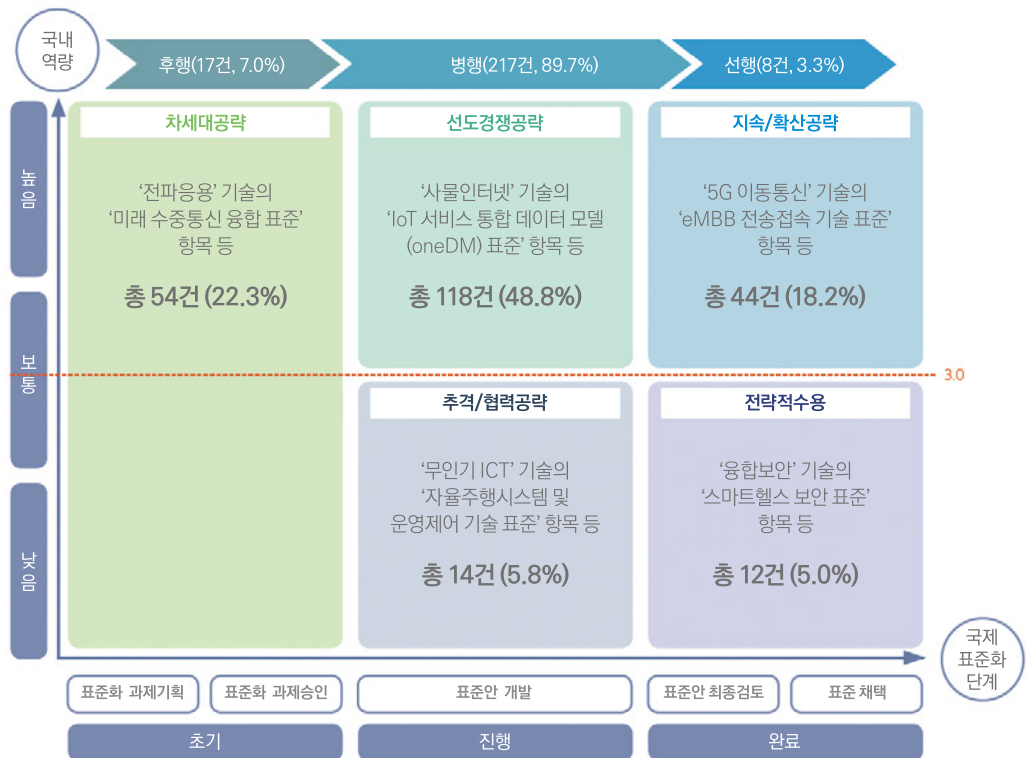 국내
역량
후행(17건, 7.0%)
병행(217건, 89.7%)
선행(8건, 3.3%)
높음
보통
낮음
차세대공략
‘전파응용’ 기술의
‘미래 수중통신 융합 표준’
항목 등
총 54건 (22.3%)
선도경쟁공략
‘사물인터넷’ 기술의
‘IoT 서비스 통합 데이터 모델
(oneDM) 표준’ 항목 등
총 118건 (48.8%)
지속/확산공략
‘5G 이동통신’ 기술의
‘eMBB 전송접속 기술 표준’
항목 등
총 44건 (18.2%)
3.0
추격/협력공략
‘무인기 ICT’ 기술의
‘자율주행시스템 및
운영제어 기술 표준’ 항목 등
총 14건 (5.8%)
전략적수용
‘융합보안’ 기술의
‘스마트헬스 보안 표준’
항목 등
총 12건 (5.0%)
국제
표준화
단계
표준화 과제기획
표준화 과제승인
표준안 개발
표준안 최종검토
표준 채택
초기
진행
완료